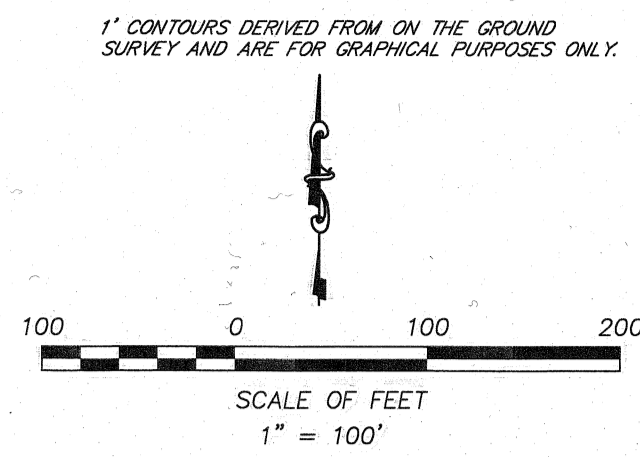 1' CONTOURS DERIVED FROM ON THE GROUND
SURVEY AND ARE FOR GRAPHICAL PURPOSES ONLY.
100 0 100 200
SCALE OF FEET
1" = 100'